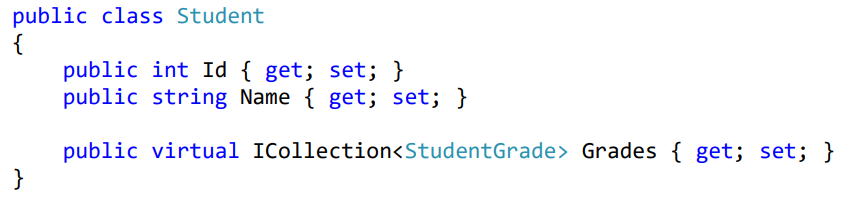 public class Student
{
    public int Id { get; set; }
    public string Name { get; set; }

    public virtual ICollection<StudentGrade> Grades { get; set; }
}